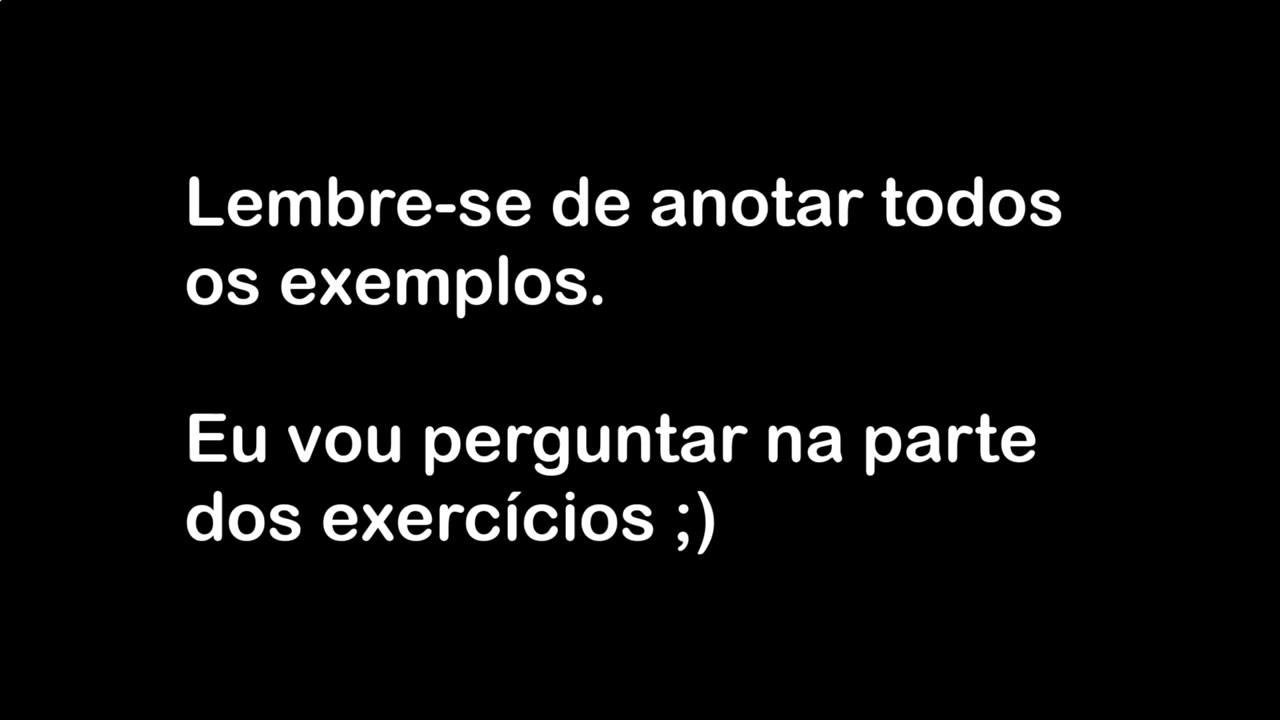 Lembre-se de anotar todos
os exemplos.
Eu vou perguntar na parte
dos exercícios ;)